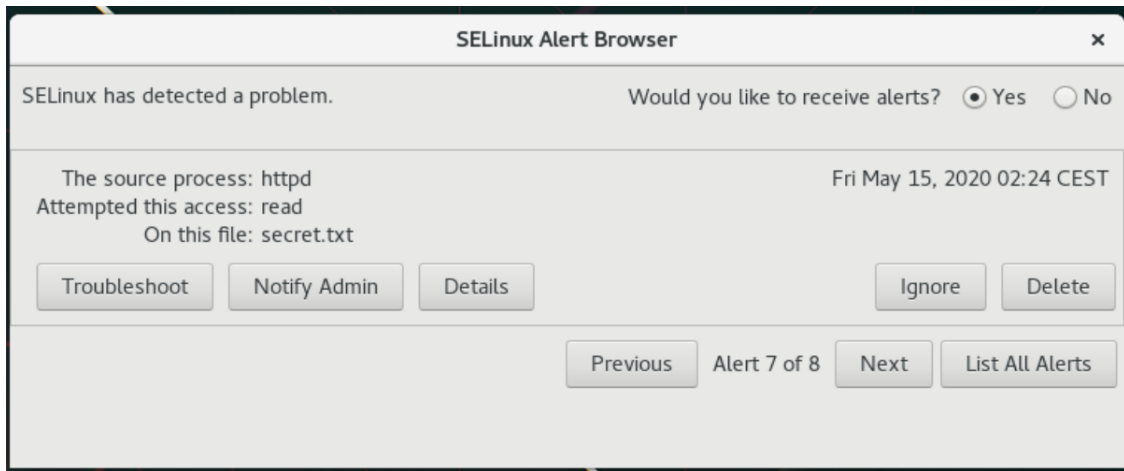 SELinux Alert Browser ×
SELinux has detected a problem. Would you like to receive alerts? Yes No
The source process: httpd Fri May 15, 2020 02:24 CEST
Attempted this access: read
On this file: secret.txt
Troubleshoot Notify Admin Details Ignore Delete
Previous Alert 7 of 8 Next List All Alerts